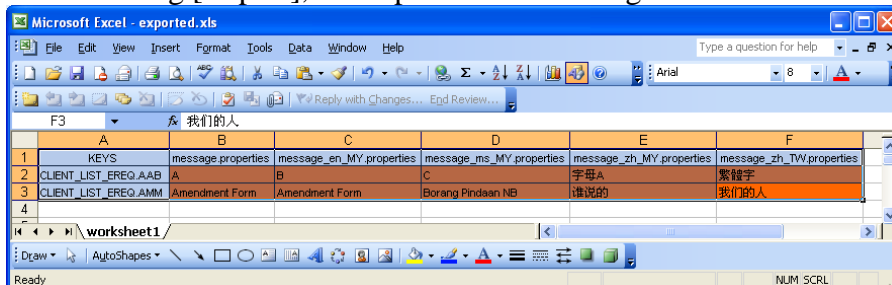 Microsoft Excel - exported.xls
File Edit View Insert Format Tools Data Window Help Type a question for help
Arial 8
Reply with Changes... End Review...
F3 fx 我们的人
A B C D E F
1 KEYS message.properties message_en_MY.properties message_ms_MY.properties message_zh_MY.properties message_zh_TW.properties
2 CLIENT_LIST_EREQ.AAB A B C 字母A 繁體字
3 CLIENT_LIST_EREQ.AMM Amendment Form Amendment Form Borang Pindaan NB 谁说的 我们的人
4
worksheet1
Draw AutoShapes
Ready NUM SCRL